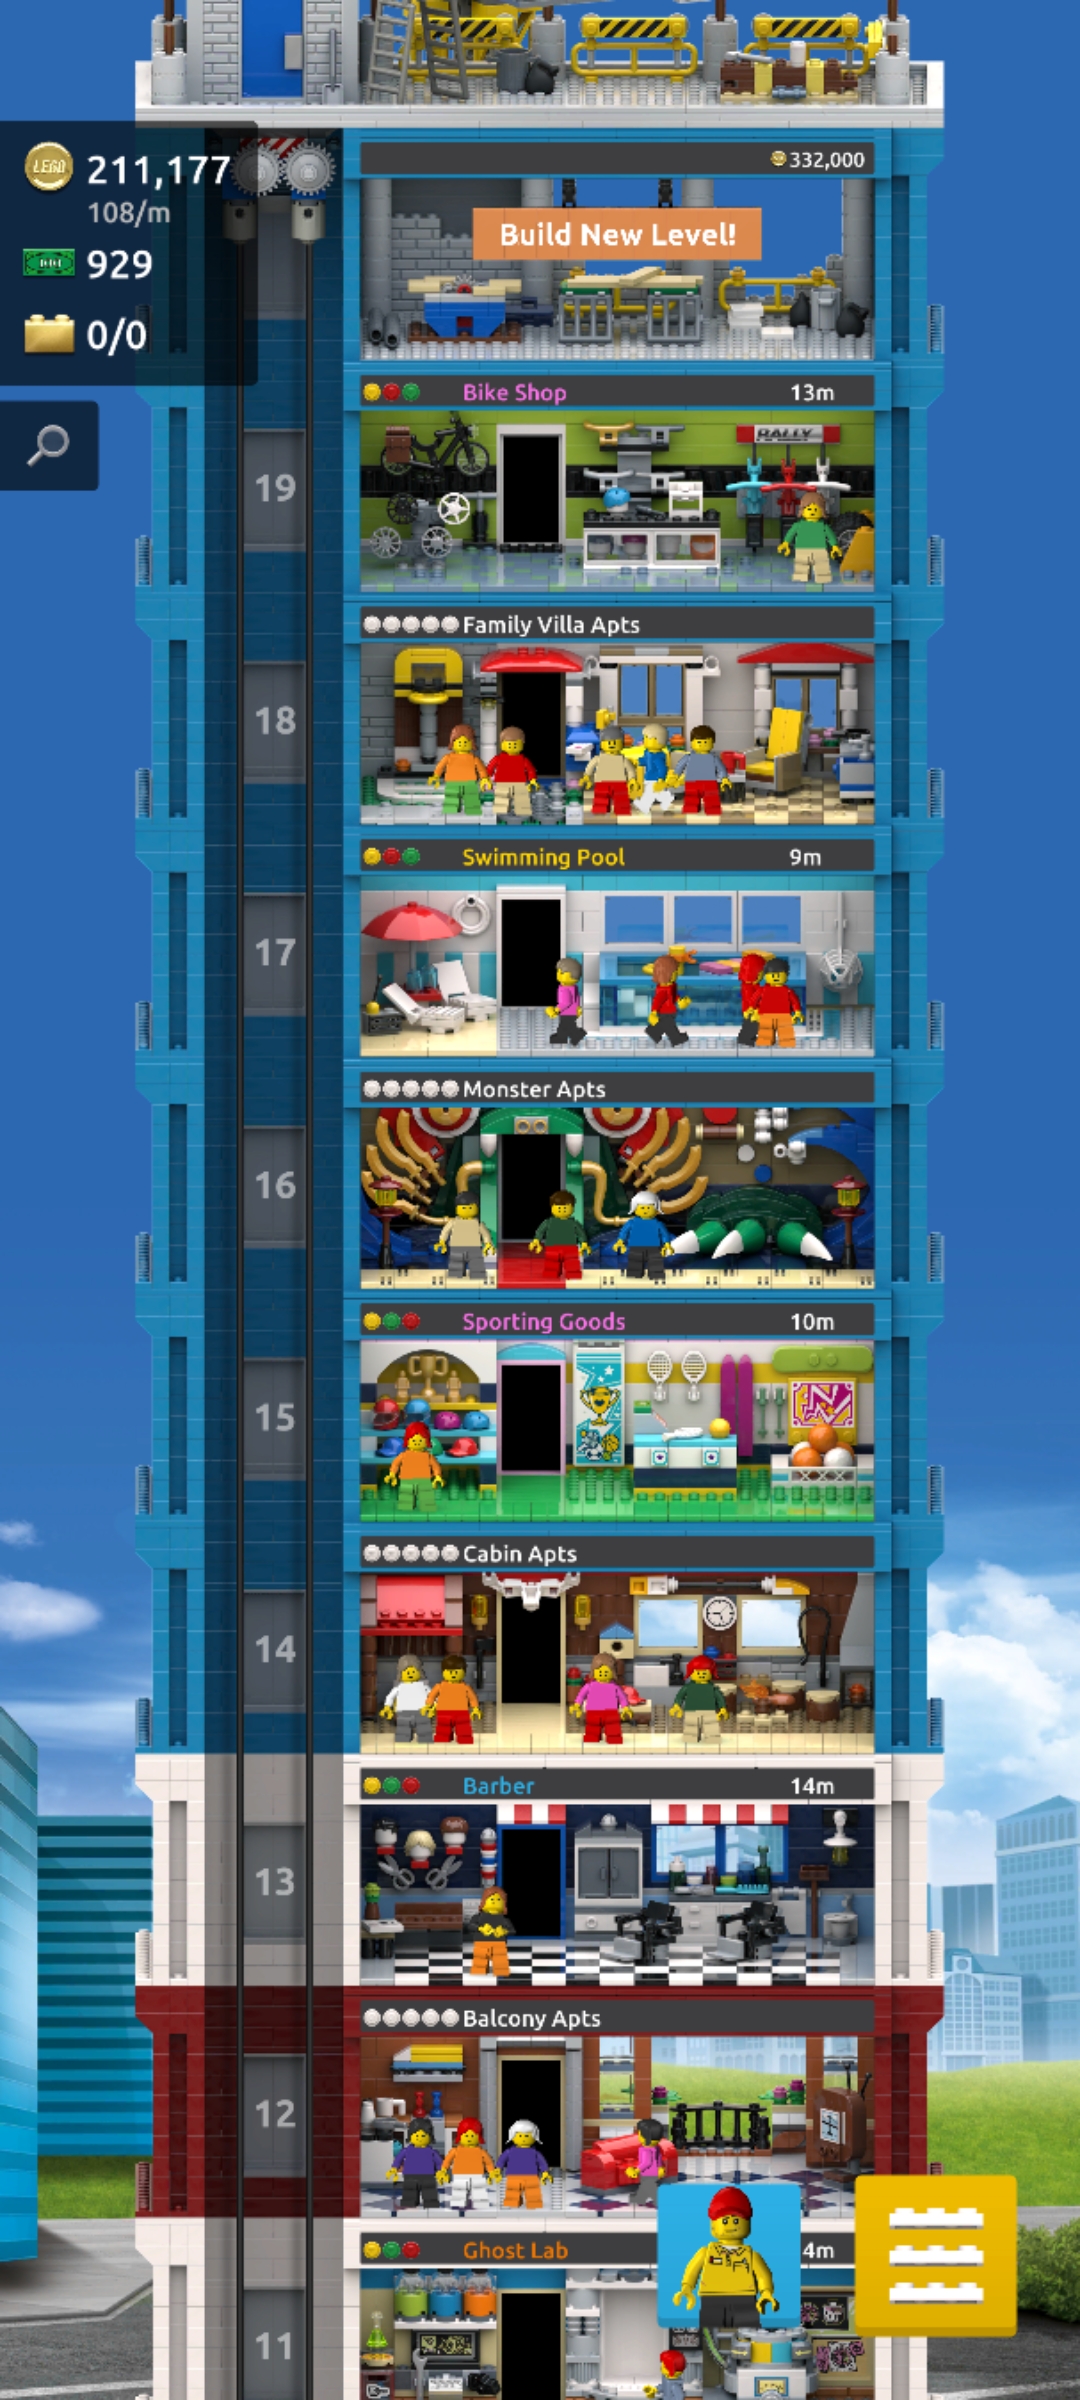 332,000
LEGO
211,177
108/m
Build New Level!
929
0/0
Bike Shop 13m
RALLY
19
Family Villa Apts
18
Swimming Pool 9m
17
Monster Apts
16
Sporting Goods 10m
15
Cabin Apts
14
Barber 14m
13
Balcony Apts
12
Ghost Lab 4m
11